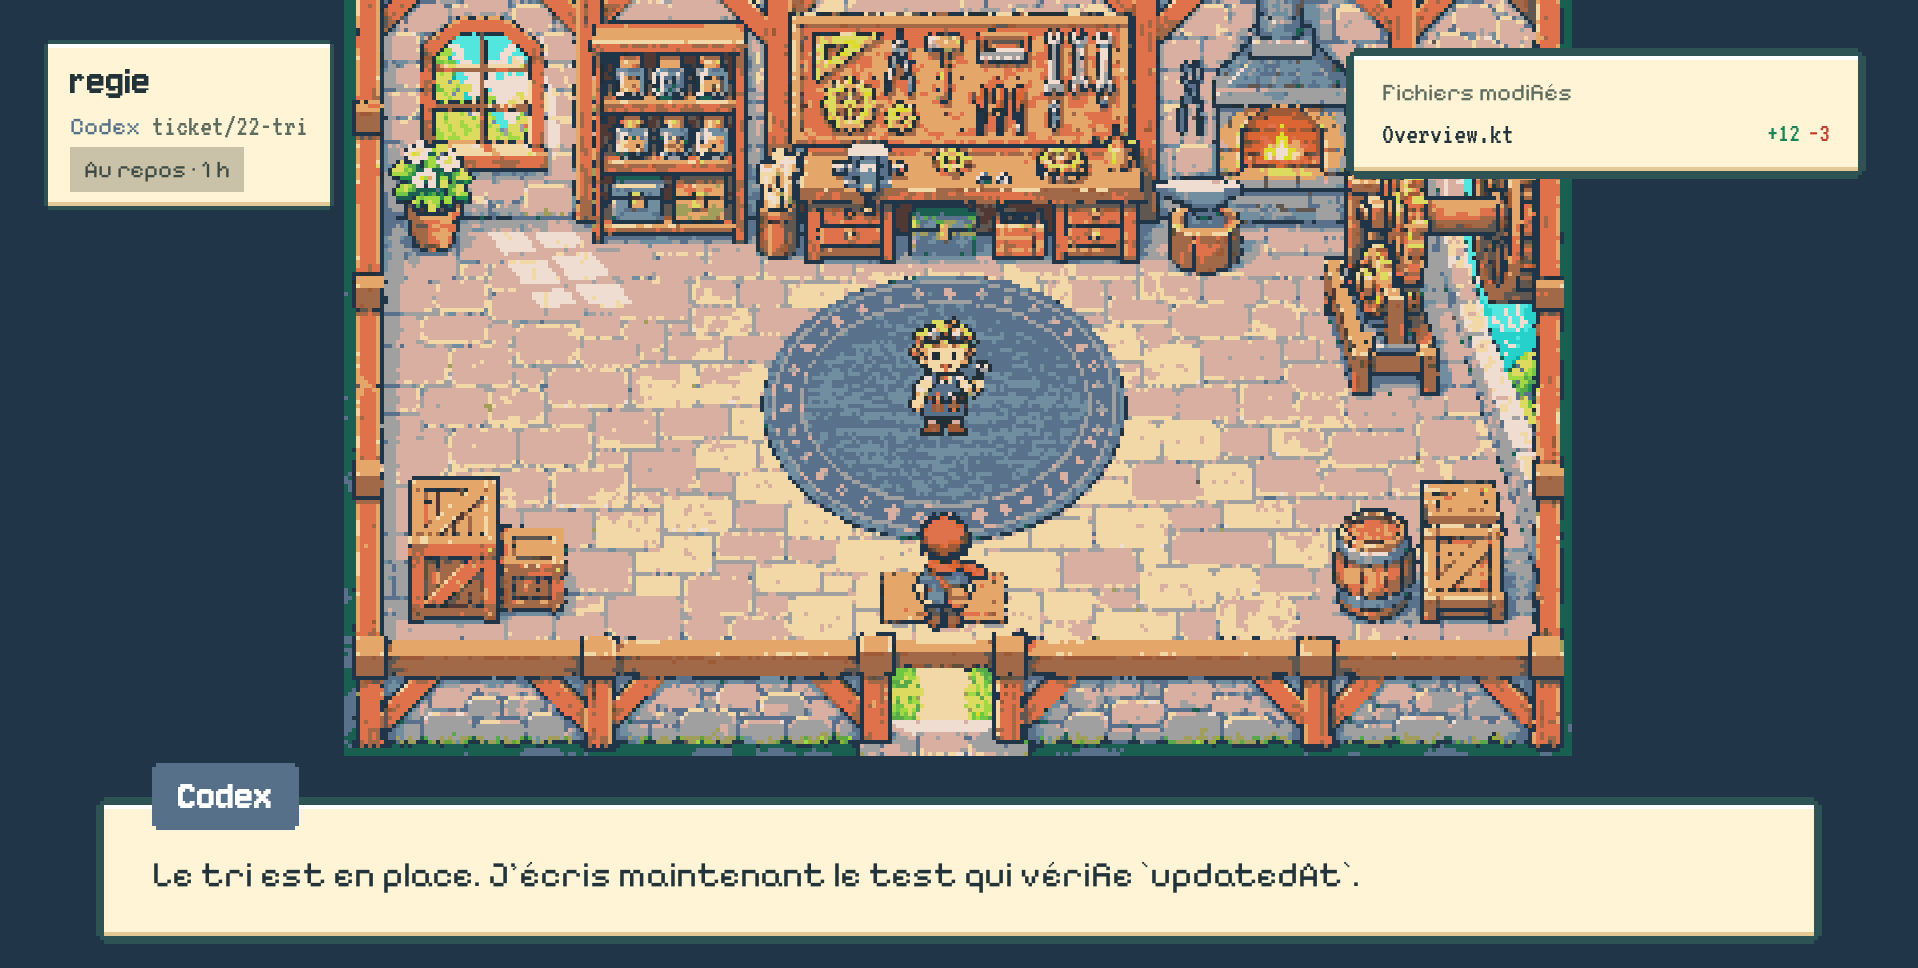 regie
Codex ticket/22-tri
Au repos · 1 h
Fichiers modifiés
Overview.kt +12 -3
Codex
Le tri est en place. J'écris maintenant le test qui vérifie `updatedAt`.